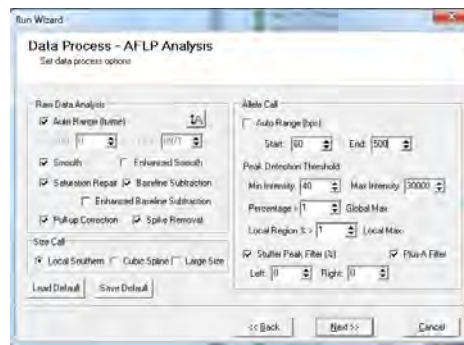 Run Wizard
Data Process - AFLP Analysis
Set data process options
Raw Data Analysis
Auto Range (frame)
Smooth Enhanced Smooth
Saturation Repair Baseline Subtraction
Enhanced Baseline Subtraction
Pull-up Correction Spike Removal
Size Call
Local Southern Cubic Spline Large Size
Load Default Save Default
Allele Call
Auto Range (bps)
Start: 60 End: 500
Peak Detection Threshold
Min Intensity: 40 Max Intensity: 30000
Percentage > 1 Global Max
Local Region % > 1 Local Max
Stutter Peak Filter (%) Plus-A Filter
Left: 0 Right: 0
<< Back Next >> Cancel